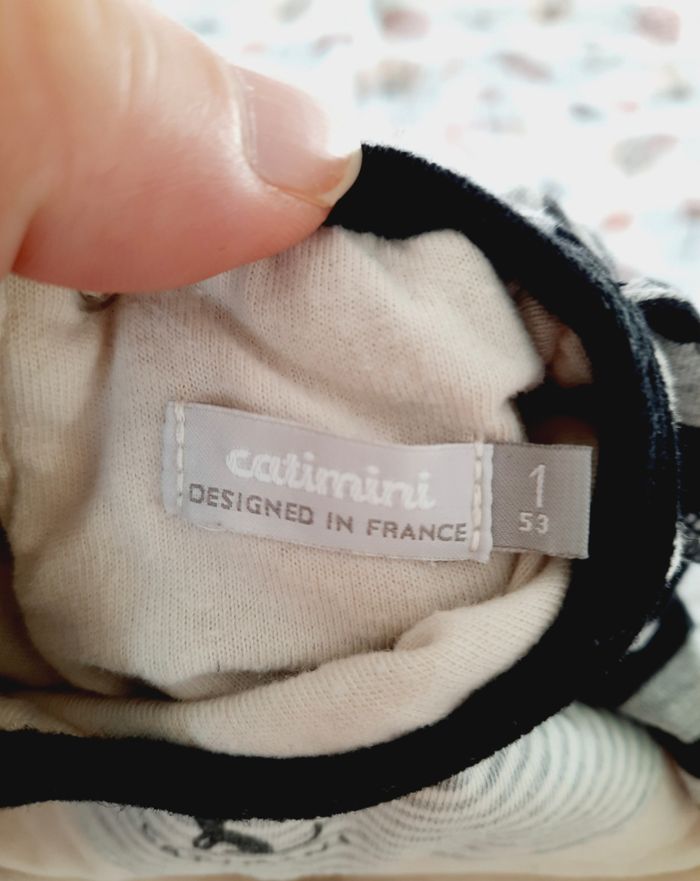 catimini
DESIGNED IN FRANCE
1
53